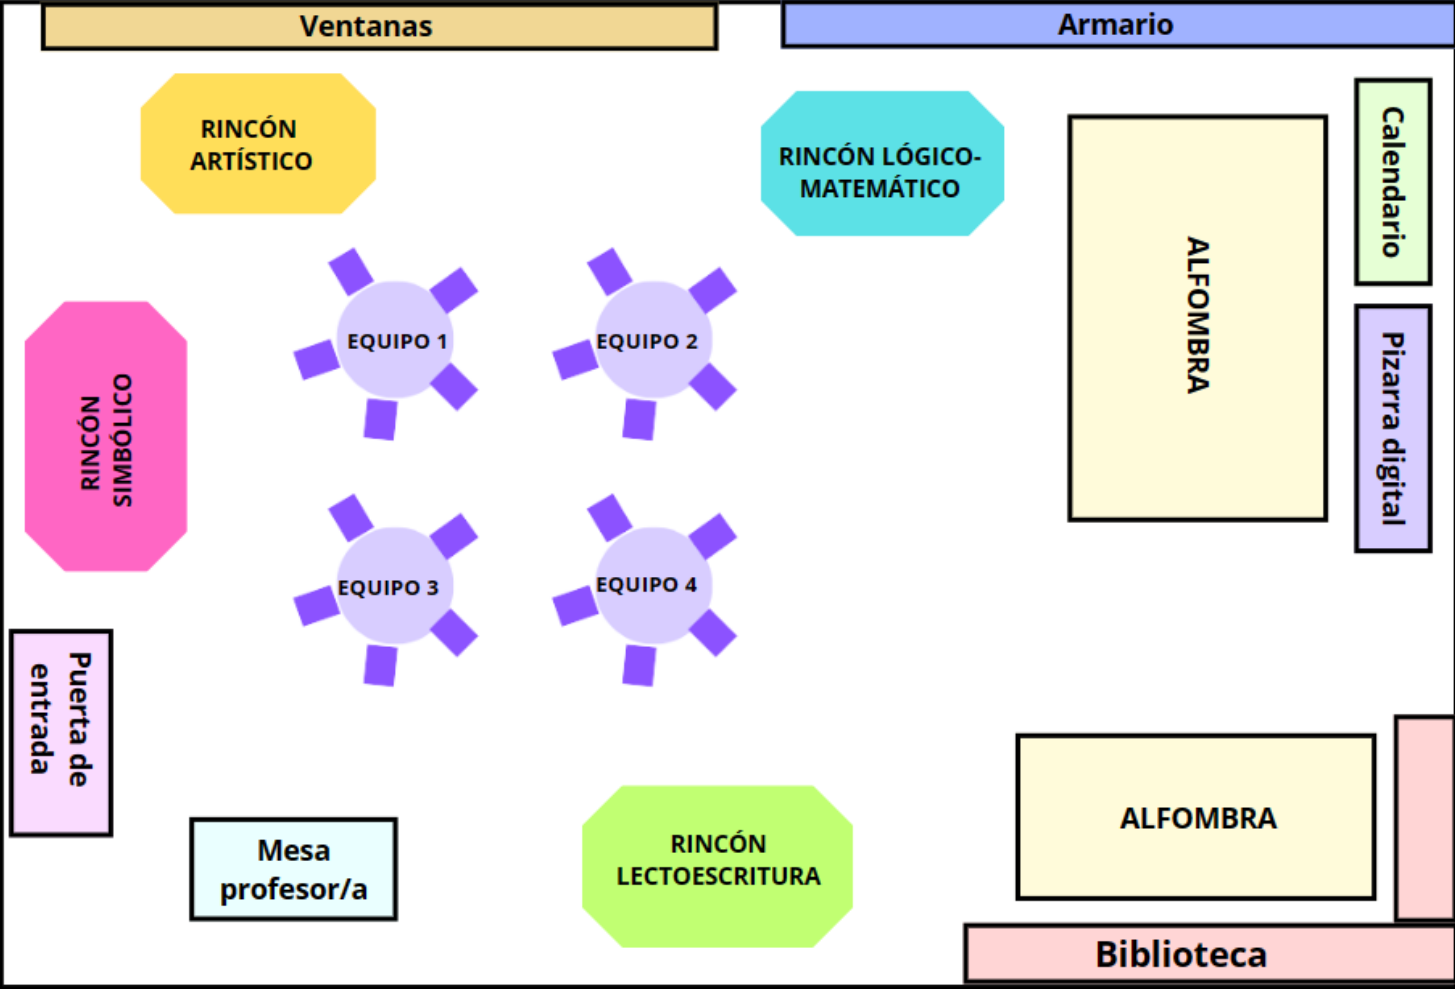 Ventanas
Armario
RINCÓN
ARTÍSTICO
RINCÓN LÓGICO-
MATEMÁTICO
Calendario
ALFOMBRA
EQUIPO 1
EQUIPO 2
Pizarra digital
RINCÓN
SIMBÓLICO
EQUIPO 3
EQUIPO 4
Puerta de
entrada
ALFOMBRA
Mesa
profesor/a
RINCÓN
LECTOESCRITURA
Biblioteca